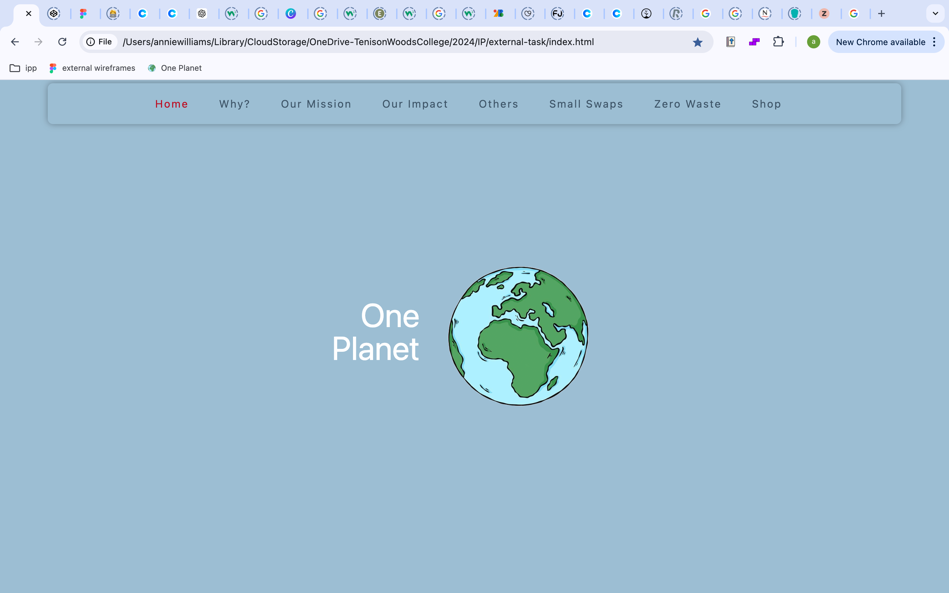 File
/Users/anniewilliams/Library/CloudStorage/OneDrive-TenisonWoodsCollege/2024/IP/external-task/index.html
New Chrome available
ipp
external wireframes
One Planet
Home
Why?
Our Mission
Our Impact
Others
Small Swaps
Zero Waste
Shop
One
Planet